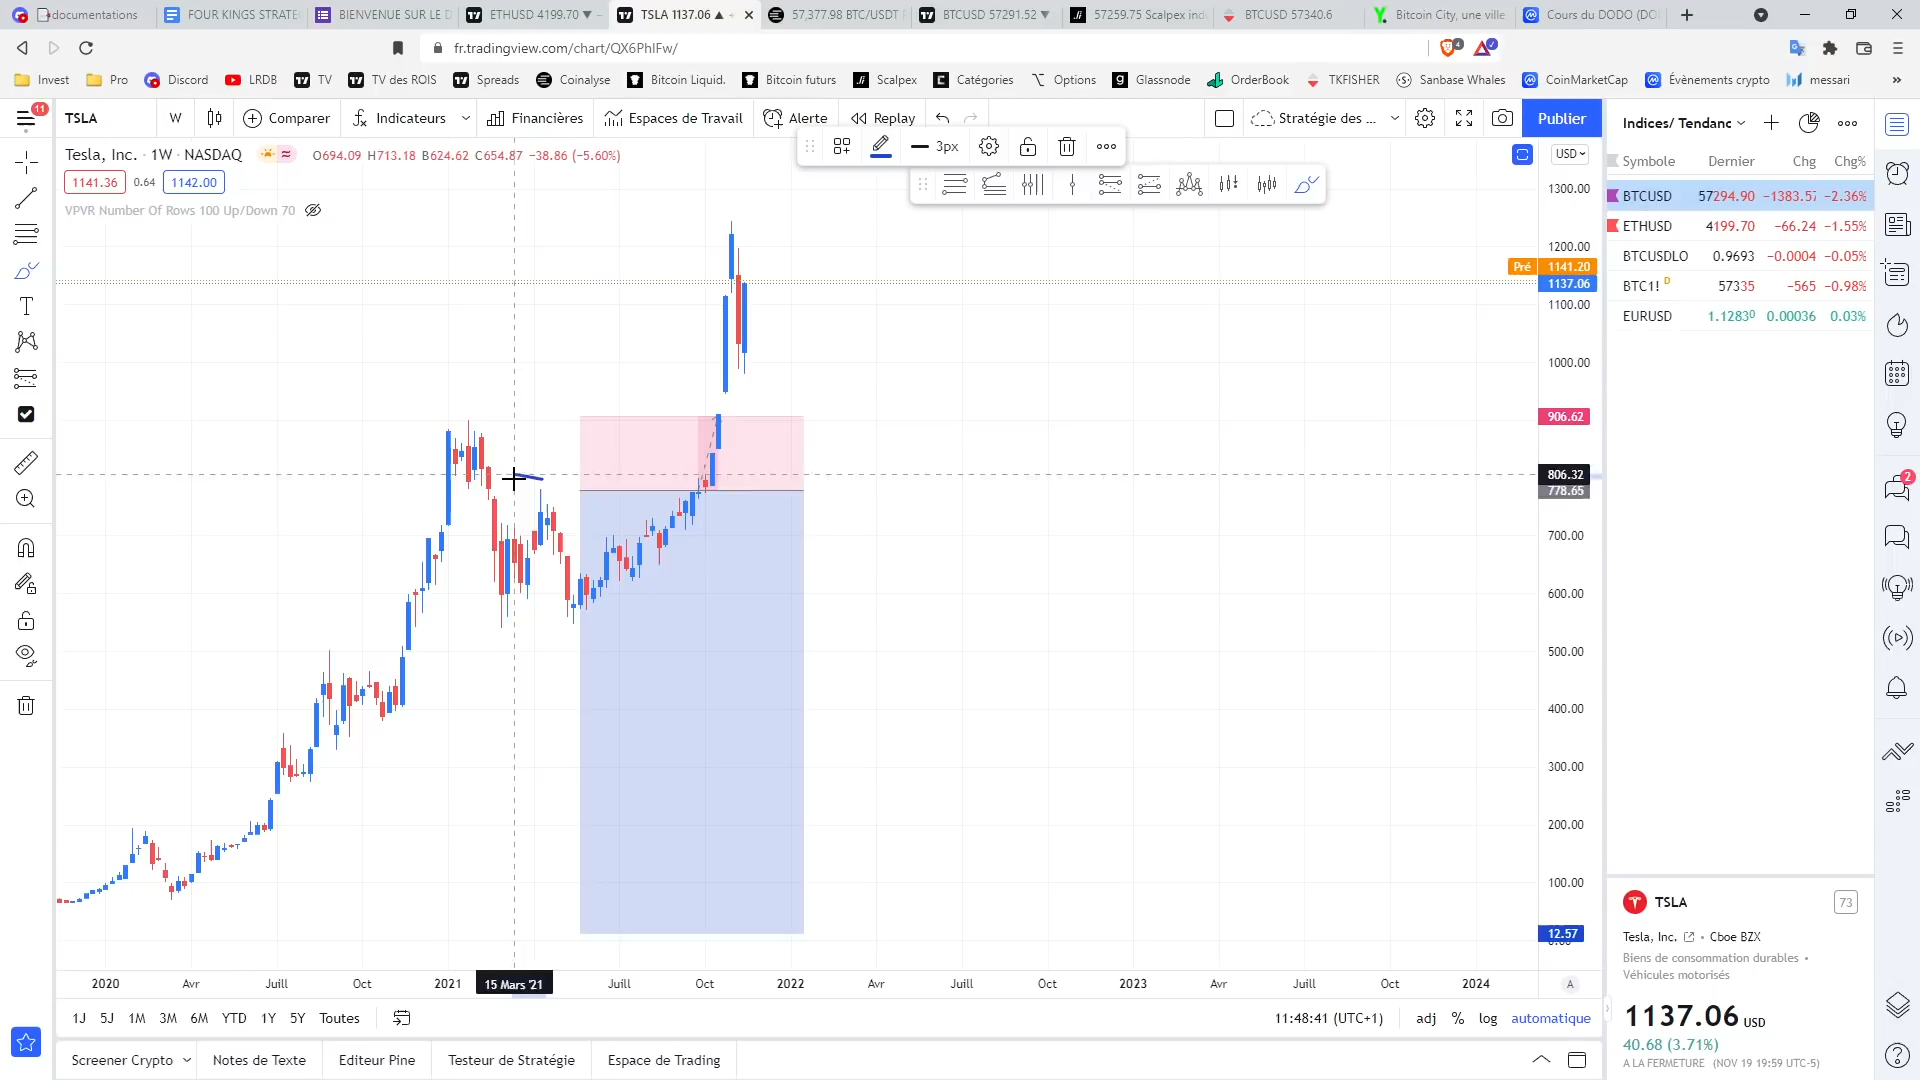 documentations
FOUR KINGS STRATE
BIENVENUE SUR LE D
ETHUSD 4199.70 ▼ −
TSLA 1137.06 ▲ +
57,377.98 BTC/USDT
BTCUSD 57291.52 ▼
57259.75 Scalpex ind
BTCUSD 57340.6
Bitcoin City, une ville
Cours du DODO (DO
fr.tradingview.com/chart/QX6PhIFw/
4
Invest
Pro
Discord
LRDB
TV
TV des ROIS
Spreads
Coinalyse
Bitcoin Liquid.
Bitcoin futurs
Scalpex
Catégories
Options
Glassnode
OrderBook
TKFISHER
Sanbase Whales
CoinMarketCap
Évènements crypto
messari
»
11
TSLA
W
Comparer
Indicateurs
Financières
Espaces de Travail
Alerte
Replay
Stratégie des ...
Publier
3px
Tesla, Inc. · 1W · NASDAQ
O694.09 H713.18 B624.62 C654.87 −38.86 (−5.60%)
1141.36
0.64
1142.00
VPVR Number Of Rows 100 Up/Down 70
USD
1300.00
1200.00
Pré 1141.20
1137.06
1100.00
1000.00
906.62
806.32
778.65
700.00
600.00
500.00
400.00
300.00
200.00
100.00
12.57
2020
Avr
Juill
Oct
2021
15 Mars '21
Juill
Oct
2022
Avr
Juill
Oct
2023
Avr
Juill
Oct
2024
A
1J
5J
1M
3M
6M
YTD
1Y
5Y
Toutes
11:48:41 (UTC+1)
adj
%
log
automatique
Screener Crypto
Notes de Texte
Editeur Pine
Testeur de Stratégie
Espace de Trading
Indices/ Tendanc
Symbole Dernier Chg Chg%
BTCUSD 57294.90 −1383.57 −2.36%
ETHUSD 4199.70 −66.24 −1.55%
BTCUSDLO 0.9693 −0.0004 −0.05%
BTC1! D 57335 −565 −0.98%
EURUSD 1.12830 0.00036 0.03%
2
TSLA
73
Tesla, Inc. • Cboe BZX
Biens de consommation durables •
Véhicules motorisés
1137.06 USD
40.68 (3.71%)
A LA FERMETURE (NOV 19 19:59 UTC-5)